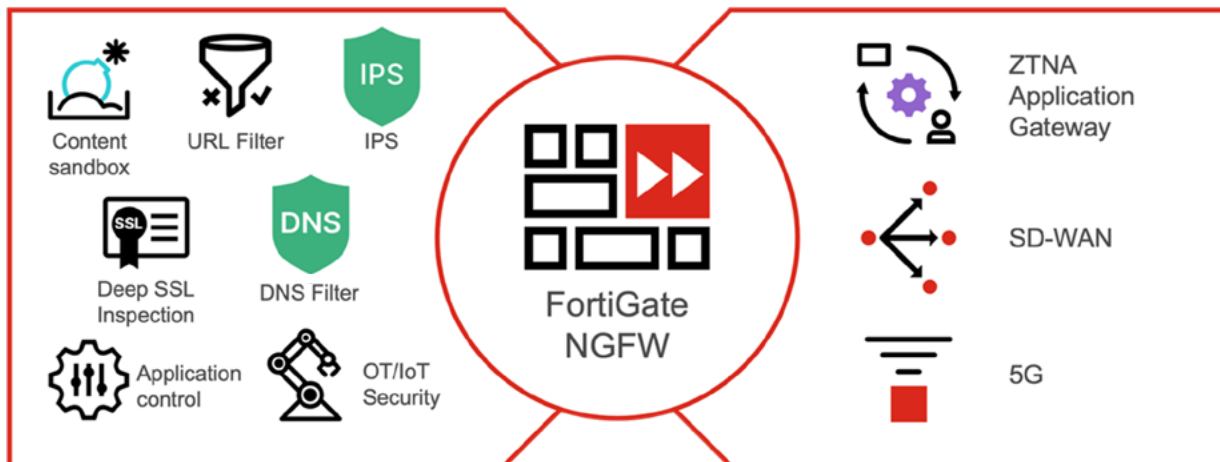 IPS
Content
sandbox
URL Filter
IPS
SSL
DNS
Deep SSL
Inspection
DNS Filter
Application
control
OT/IoT
Security
FortiGate
NGFW
ZTNA
Application
Gateway
SD-WAN
5G